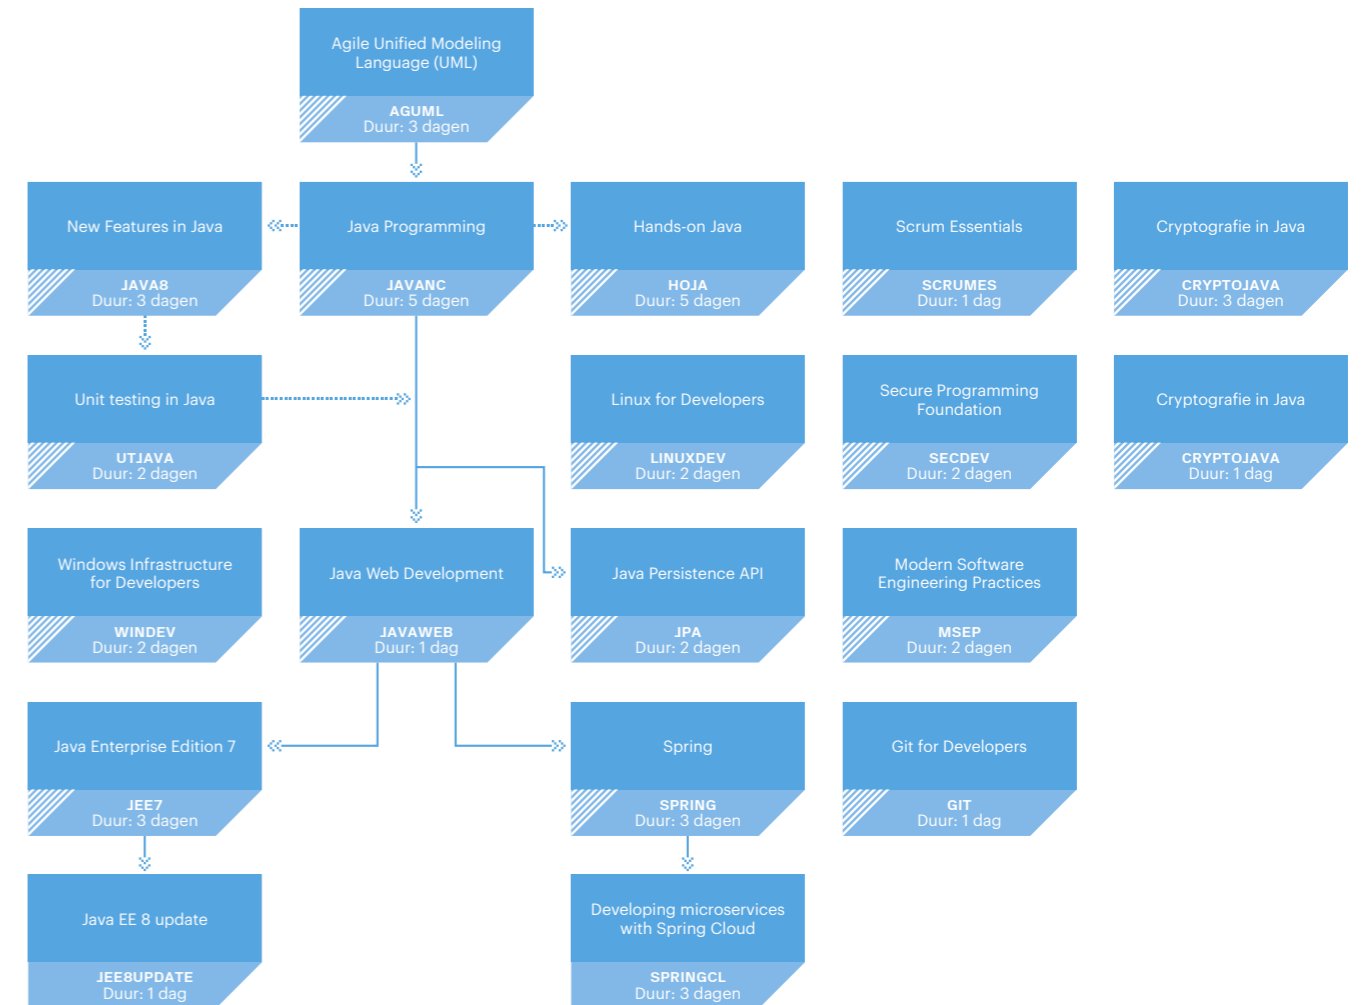 Agile Unified Modeling
Language (UML)
AGUML
Duur: 3 dagen
New Features in Java
JAVA8
Duur: 3 dagen
Java Programming
JAVANC
Duur: 5 dagen
Hands-on Java
HOJA
Duur: 5 dagen
Scrum Essentials
SCRUMES
Duur: 1 dag
Cryptografie in Java
CRYPTOJAVA
Duur: 3 dagen
Unit testing in Java
UTJAVA
Duur: 2 dagen
Linux for Developers
LINUXDEV
Duur: 2 dagen
Secure Programming
Foundation
SECDEV
Duur: 2 dagen
Cryptografie in Java
CRYPTOJAVA
Duur: 1 dag
Windows Infrastructure
for Developers
WINDEV
Duur: 2 dagen
Java Web Development
JAVAWEB
Duur: 1 dag
Java Persistence API
JPA
Duur: 2 dagen
Modern Software
Engineering Practices
MSEP
Duur: 2 dagen
Java Enterprise Edition 7
JEE7
Duur: 3 dagen
Spring
SPRING
Duur: 3 dagen
Git for Developers
GIT
Duur: 1 dag
Java EE 8 update
JEE8UPDATE
Duur: 1 dag
Developing microservices
with Spring Cloud
SPRINGCL
Duur: 3 dagen